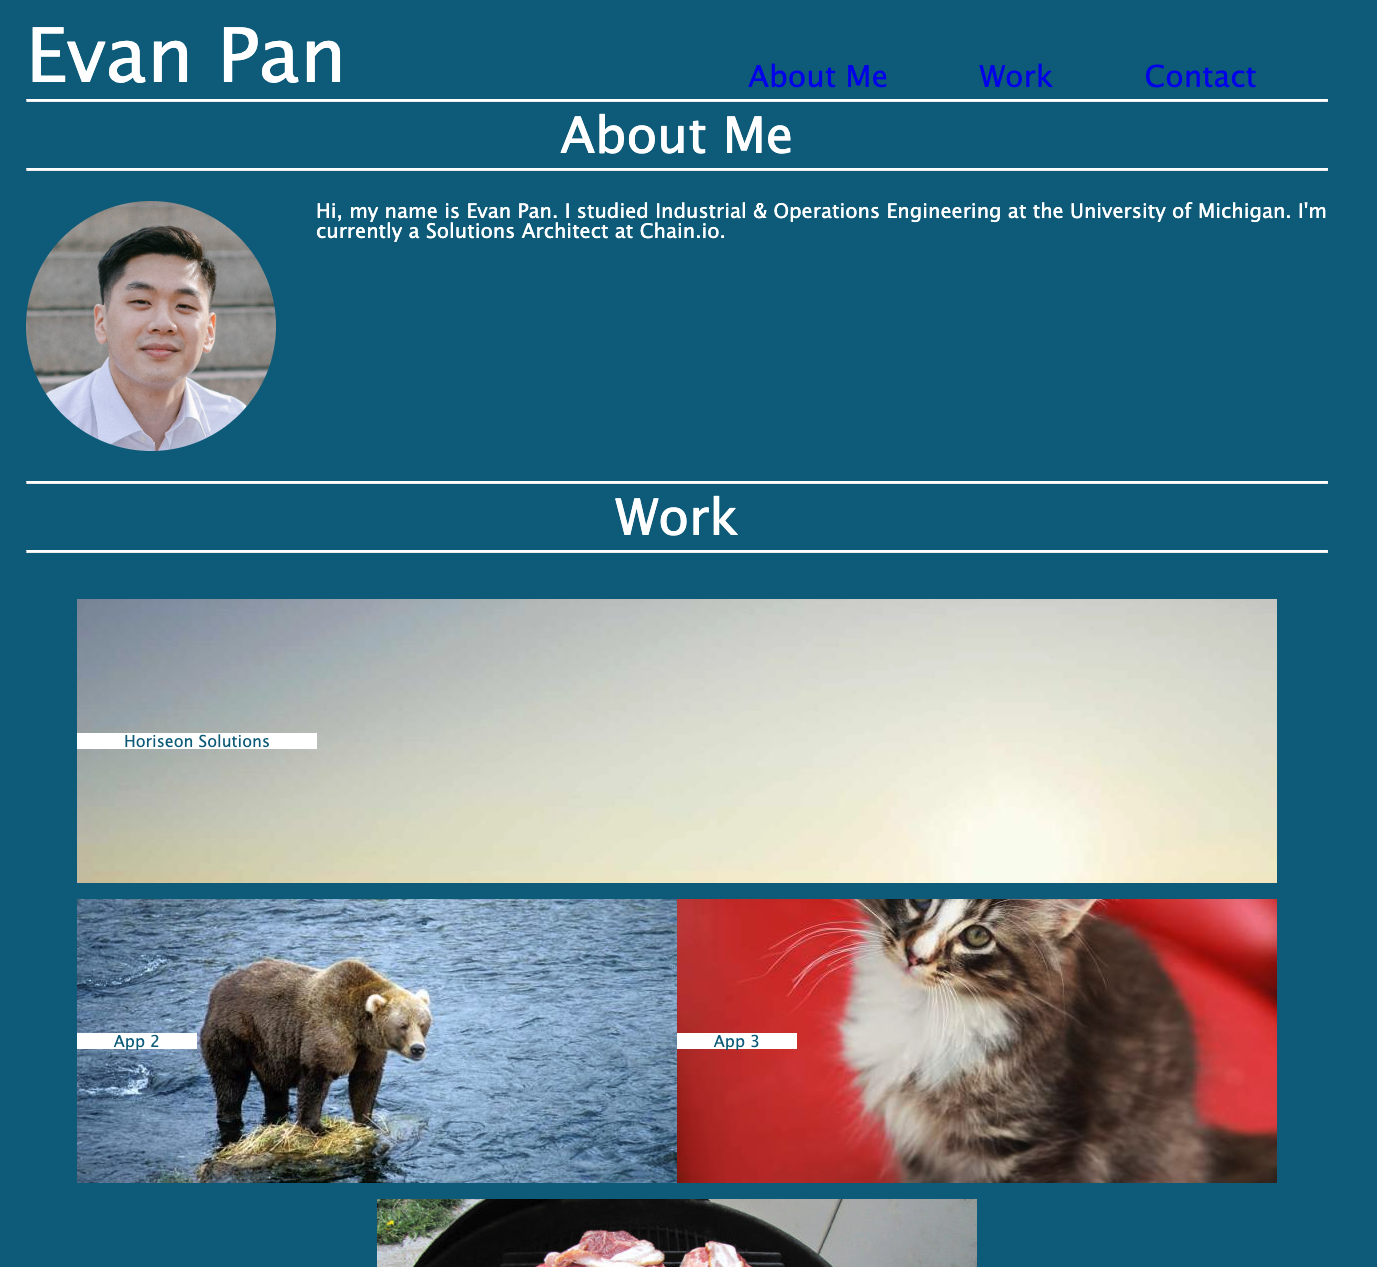 Evan Pan
About Me
Work
Contact
About Me
Hi, my name is Evan Pan. I studied Industrial & Operations Engineering at the University of Michigan. I'm
currently a Solutions Architect at Chain.io.
Work
Horiseon Solutions
App 2
App 3